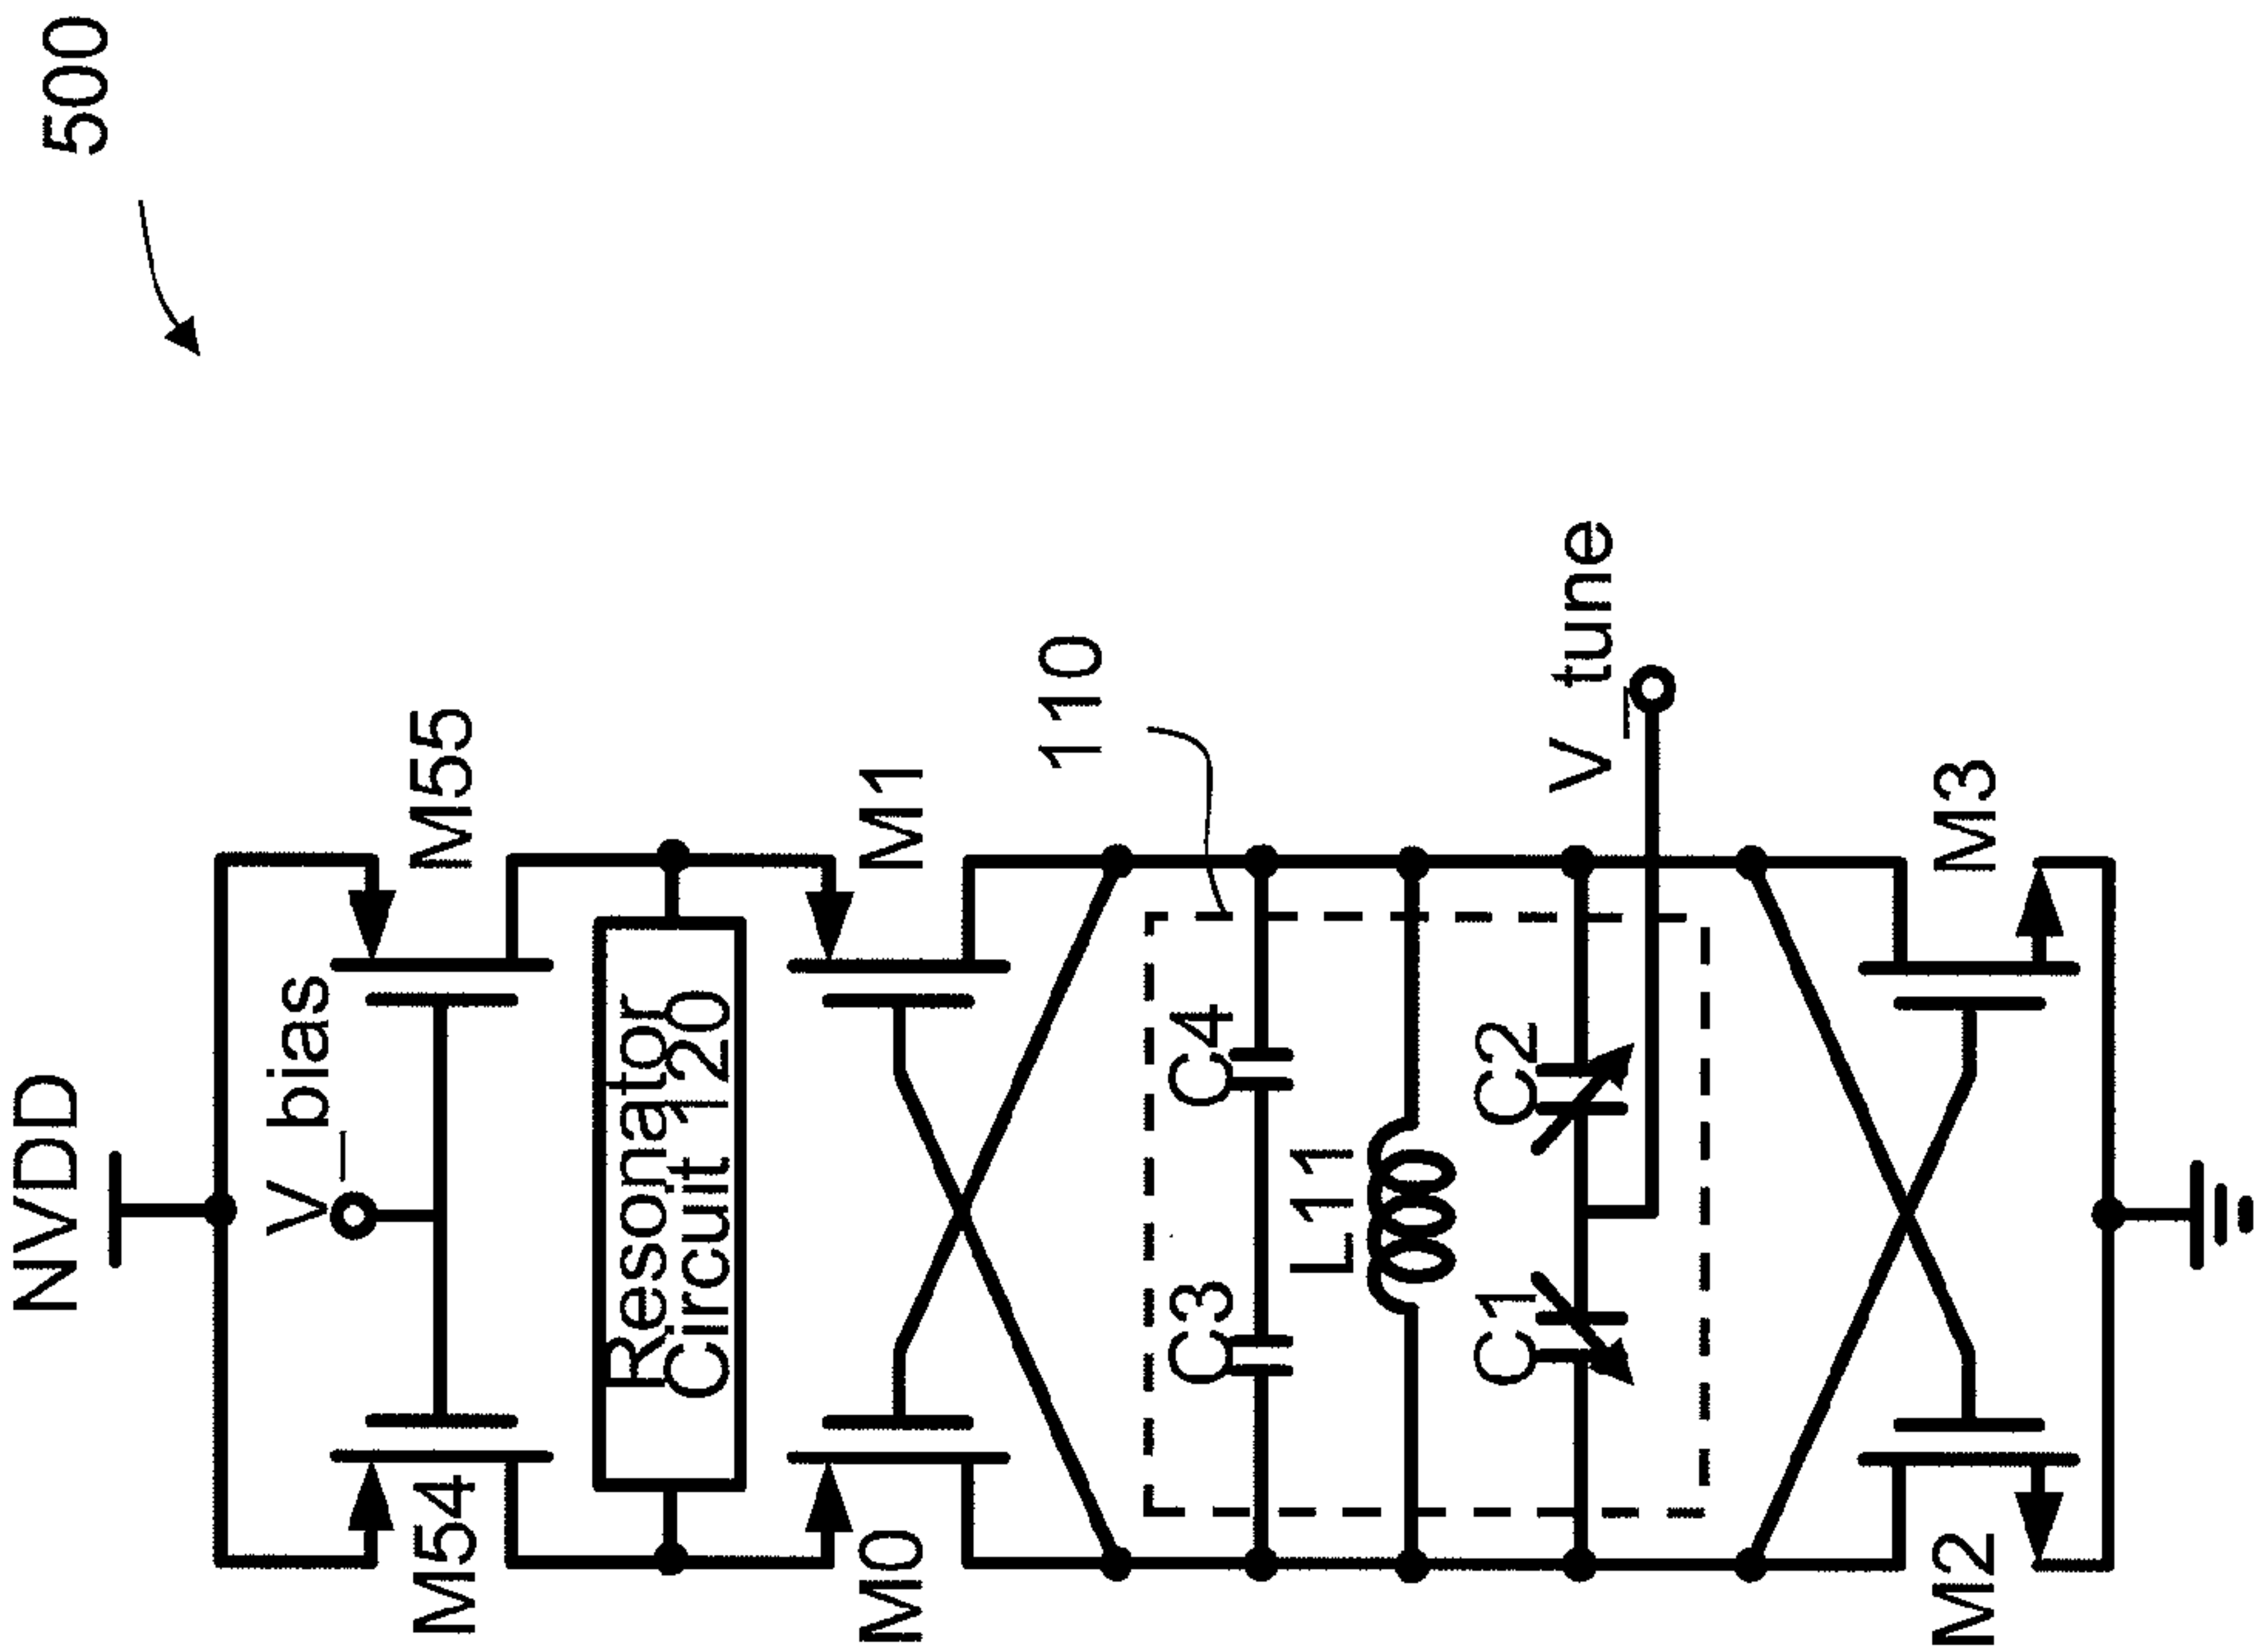 500
NVDD
V_bias
M54
M55
Resonator
Circuit 120
M0
M1
110
C3
C4
L11
C1
C2
V_tune
M2
M3